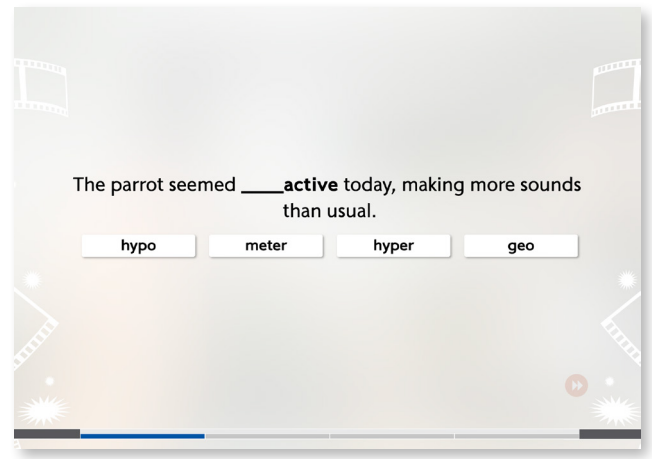 The parrot seemed ____active today, making more sounds
than usual.
hypo
meter
hyper
geo